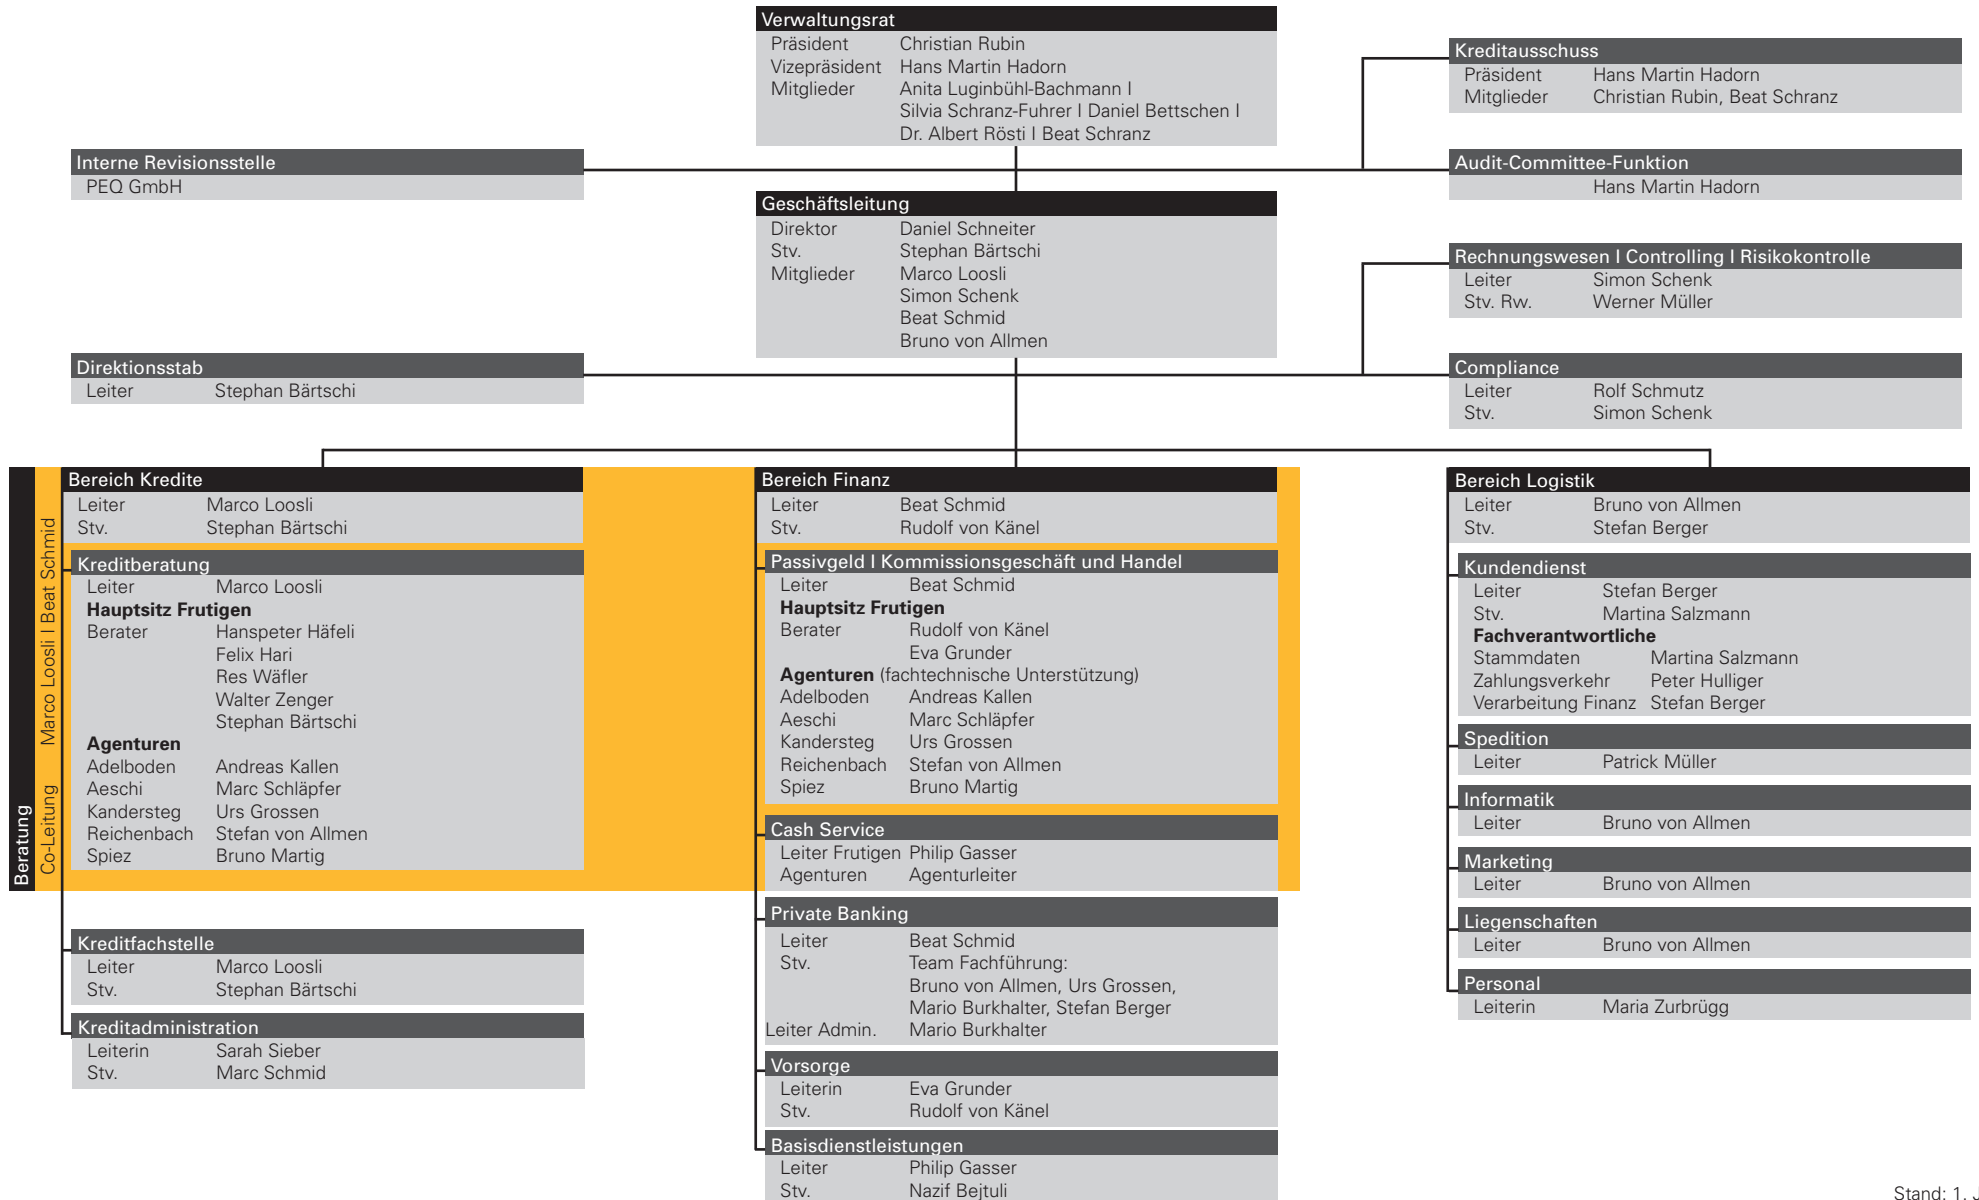 Verwaltungsrat
Präsident Christian Rubin
Vizepräsident Hans Martin Hadorn
Mitglieder Anita Luginbühl-Bachmann I
Silvia Schranz-Fuhrer I Daniel Bettschen I
Dr. Albert Rösti I Beat Schranz
Kreditausschuss
Präsident Hans Martin Hadorn
Mitglieder Christian Rubin, Beat Schranz
Interne Revisionsstelle
PEQ GmbH
Audit-Committee-Funktion
Hans Martin Hadorn
Geschäftsleitung
Direktor Daniel Schneiter
Stv. Stephan Bärtschi
Mitglieder Marco Loosli
Simon Schenk
Beat Schmid
Bruno von Allmen
Rechnungswesen I Controlling I Risikokontrolle
Leiter Simon Schenk
Stv. Rw. Werner Müller
Direktionsstab
Leiter Stephan Bärtschi
Compliance
Leiter Rolf Schmutz
Stv. Simon Schenk
Beratung
Co-Leitung Marco Loosli I Beat Schmid
Bereich Kredite
Leiter Marco Loosli
Stv. Stephan Bärtschi
Kreditberatung
Leiter Marco Loosli
Hauptsitz Frutigen
Berater Hanspeter Häfeli
Felix Hari
Res Wäfler
Walter Zenger
Stephan Bärtschi
Agenturen
Adelboden Andreas Kallen
Aeschi Marc Schläpfer
Kandersteg Urs Grossen
Reichenbach Stefan von Allmen
Spiez Bruno Martig
Kreditfachstelle
Leiter Marco Loosli
Stv. Stephan Bärtschi
Kreditadministration
Leiterin Sarah Sieber
Stv. Marc Schmid
Bereich Finanz
Leiter Beat Schmid
Stv. Rudolf von Känel
Passivgeld I Kommissionsgeschäft und Handel
Leiter Beat Schmid
Hauptsitz Frutigen
Berater Rudolf von Känel
Eva Grunder
Agenturen (fachtechnische Unterstützung)
Adelboden Andreas Kallen
Aeschi Marc Schläpfer
Kandersteg Urs Grossen
Reichenbach Stefan von Allmen
Spiez Bruno Martig
Cash Service
Leiter Frutigen Philip Gasser
Agenturen Agenturleiter
Private Banking
Leiter Beat Schmid
Stv. Team Fachführung:
Bruno von Allmen, Urs Grossen,
Mario Burkhalter, Stefan Berger
Leiter Admin. Mario Burkhalter
Vorsorge
Leiterin Eva Grunder
Stv. Rudolf von Känel
Basisdienstleistungen
Leiter Philip Gasser
Stv. Nazif Bejtuli
Bereich Logistik
Leiter Bruno von Allmen
Stv. Stefan Berger
Kundendienst
Leiter Stefan Berger
Stv. Martina Salzmann
Fachverantwortliche
Stammdaten Martina Salzmann
Zahlungsverkehr Peter Hulliger
Verarbeitung Finanz Stefan Berger
Spedition
Leiter Patrick Müller
Informatik
Leiter Bruno von Allmen
Marketing
Leiter Bruno von Allmen
Liegenschaften
Leiter Bruno von Allmen
Personal
Leiterin Maria Zurbrügg
Stand: 1.